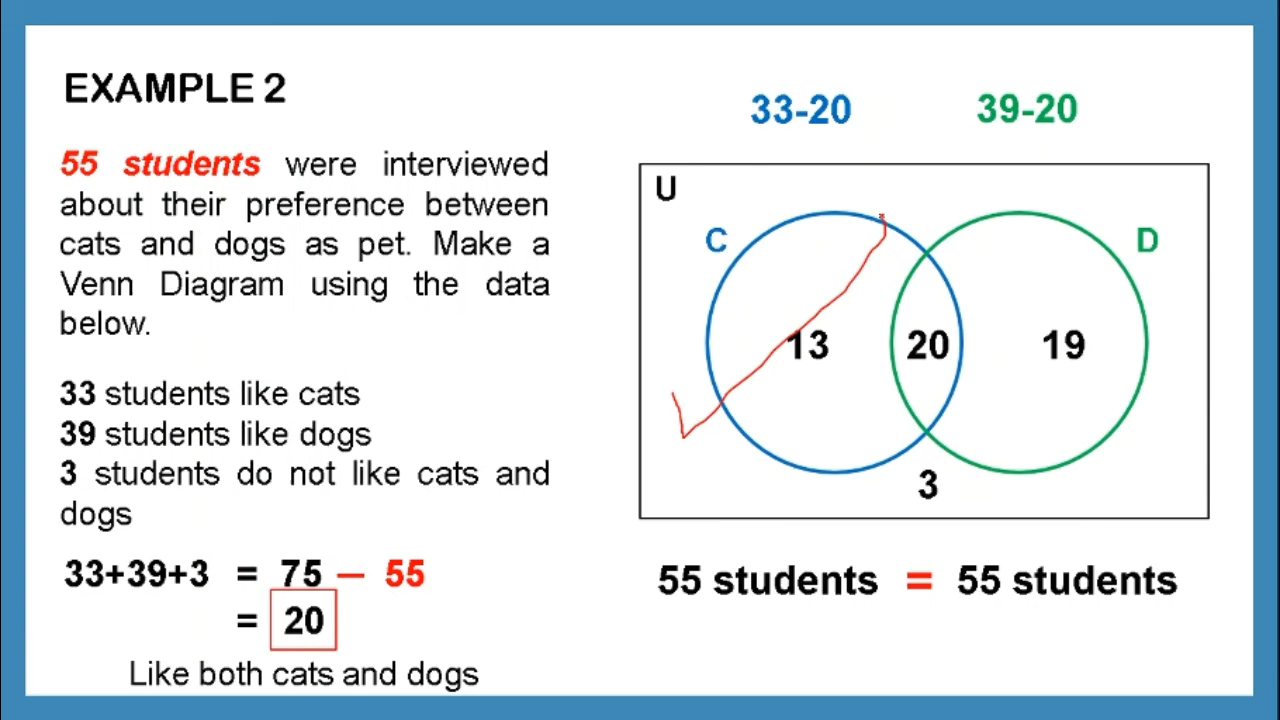 EXAMPLE 2
55 students were interviewed
about their preference between
cats and dogs as pet. Make a
Venn Diagram using the data
below.
33 students like cats
39 students like dogs
3 students do not like cats and
dogs
33+39+3 = 75 — 55
= 20
Like both cats and dogs
33-20 39-20
U
C D
13 20 19
3
55 students = 55 students